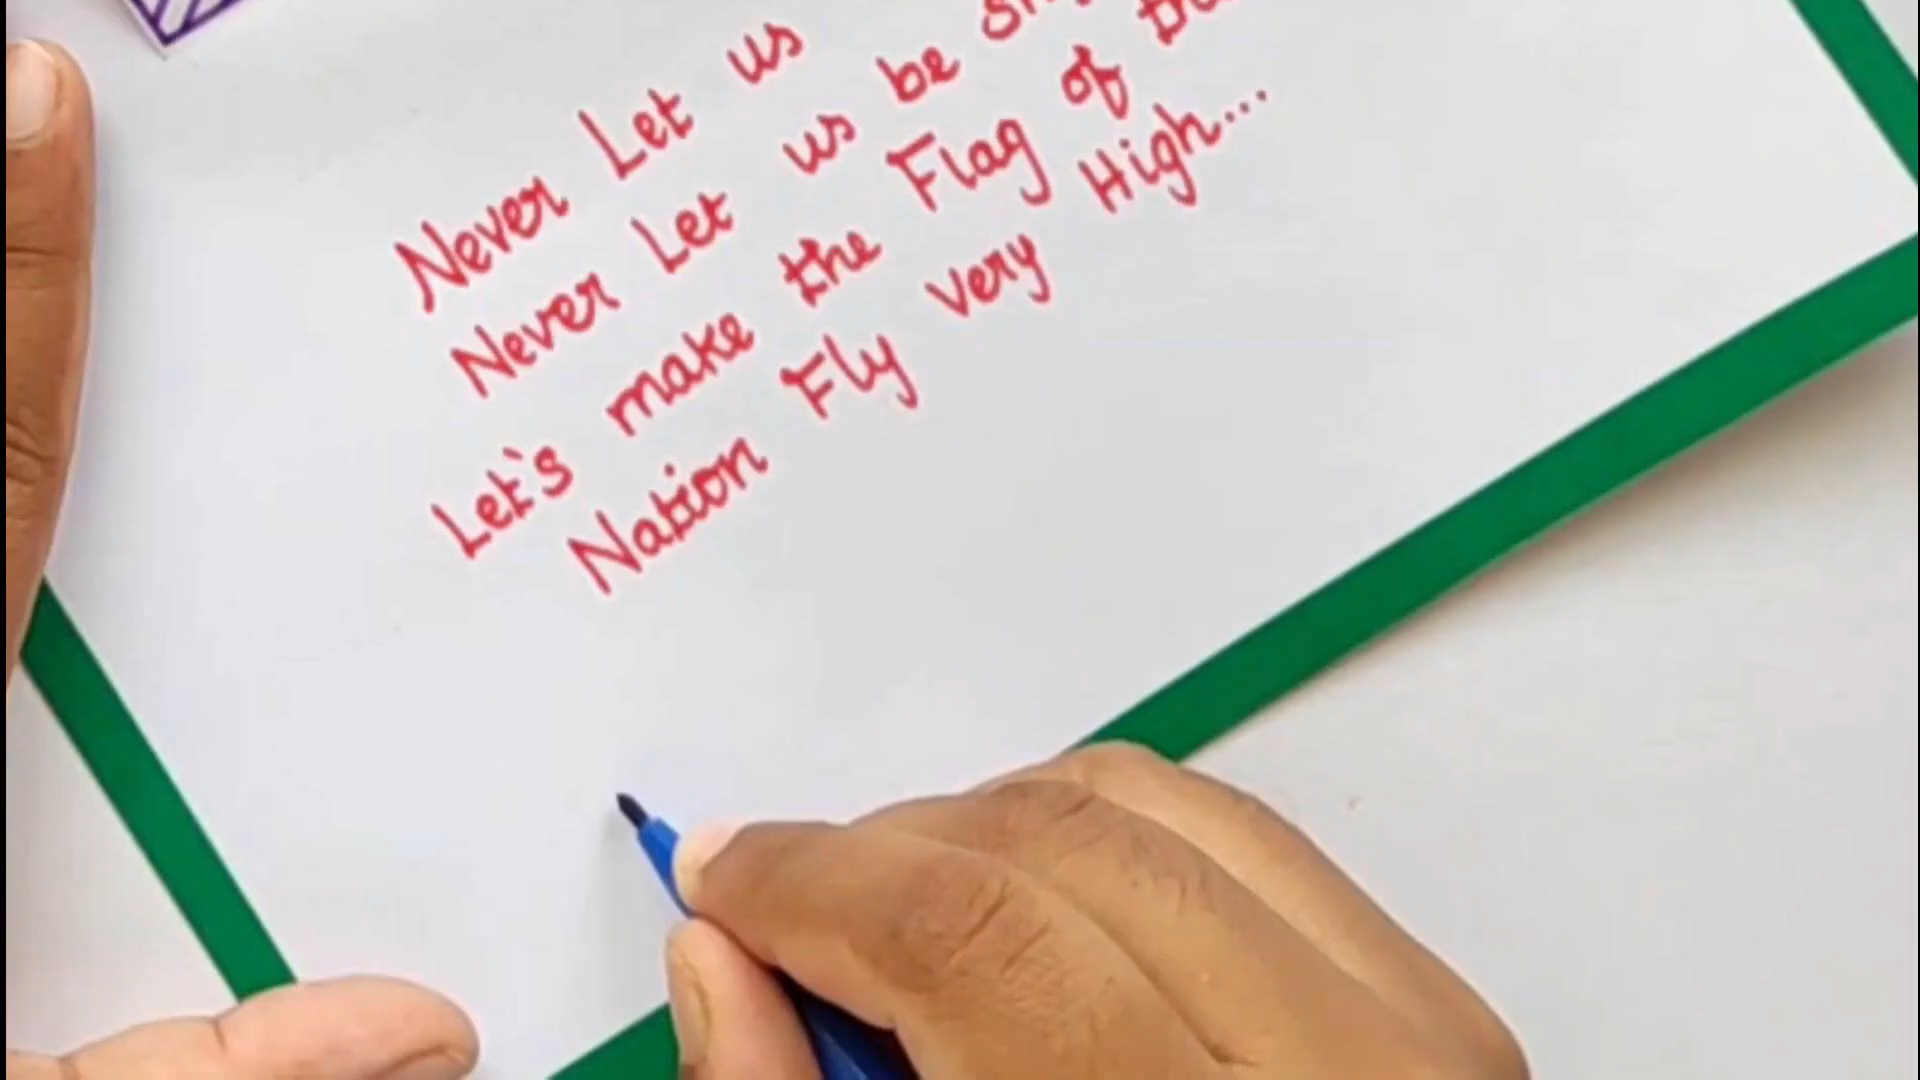 Never Let us
Never Let us be
Let's make the Flag of
Nation Fly very High...